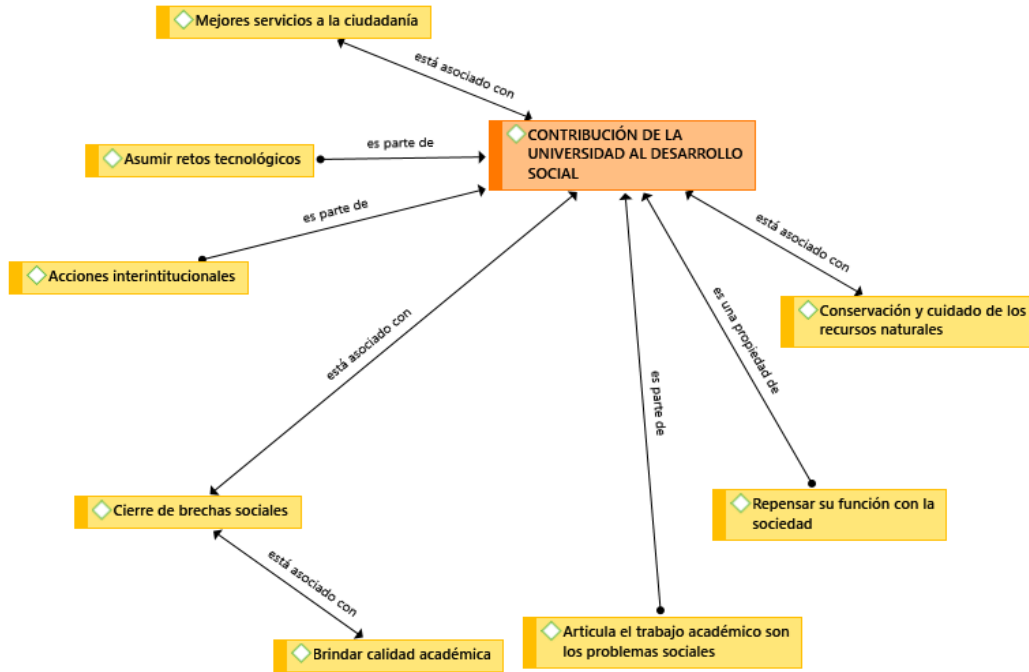 Mejores servicios a la ciudadanía
está asociado con
CONTRIBUCIÓN DE LA
UNIVERSIDAD AL DESARROLLO
SOCIAL
Asumir retos tecnológicos
es parte de
es parte de
Acciones interintitucionales
está asociado con
Conservación y cuidado de los
recursos naturales
es una propiedad de
está asociado con
es parte de
Repensar su función con la
sociedad
Cierre de brechas sociales
está asociado con
Articula el trabajo académico son
los problemas sociales
Brindar calidad académica